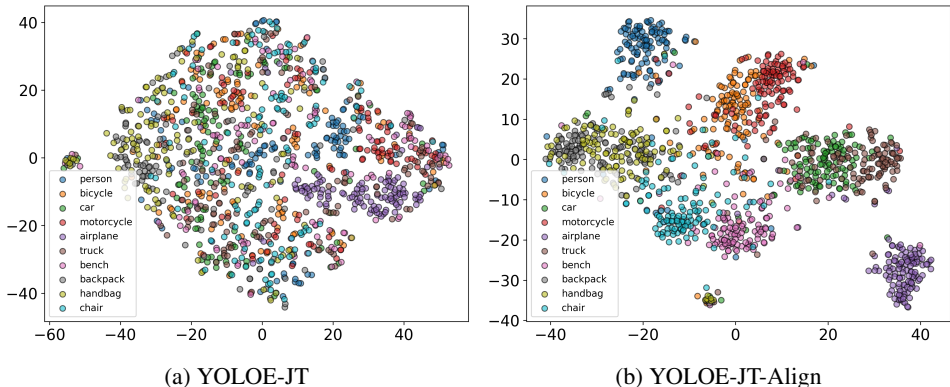 40
20
0
−20
−40
−60
−40
−20
0
20
40
person
bicycle
car
motorcycle
airplane
truck
bench
backpack
handbag
chair
(a) YOLOE-JT
30
20
10
0
−10
−20
−30
−40
−40
−20
0
20
40
person
bicycle
car
motorcycle
airplane
truck
bench
backpack
handbag
chair
(b) YOLOE-JT-Align